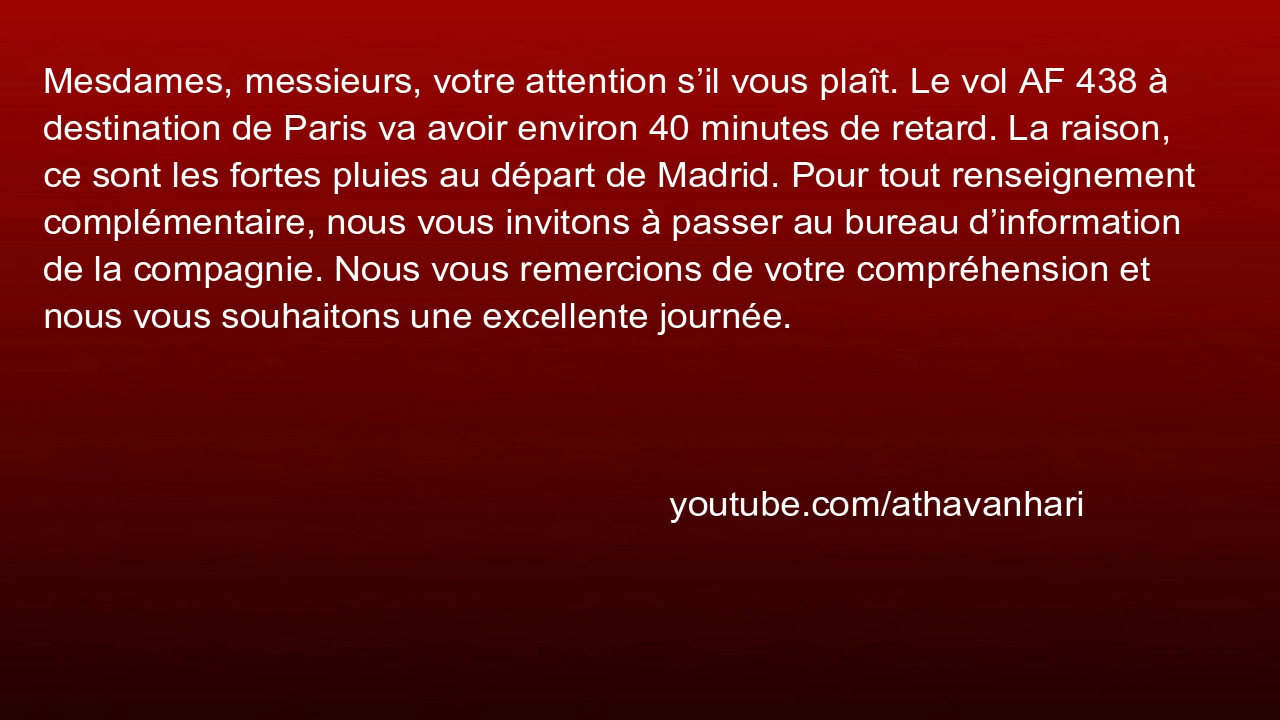 Mesdames, messieurs, votre attention s’il vous plaît. Le vol AF 438 à
destination de Paris va avoir environ 40 minutes de retard. La raison,
ce sont les fortes pluies au départ de Madrid. Pour tout renseignement
complémentaire, nous vous invitons à passer au bureau d’information
de la compagnie. Nous vous remercions de votre compréhension et
nous vous souhaitons une excellente journée.
youtube.com/athavanhari